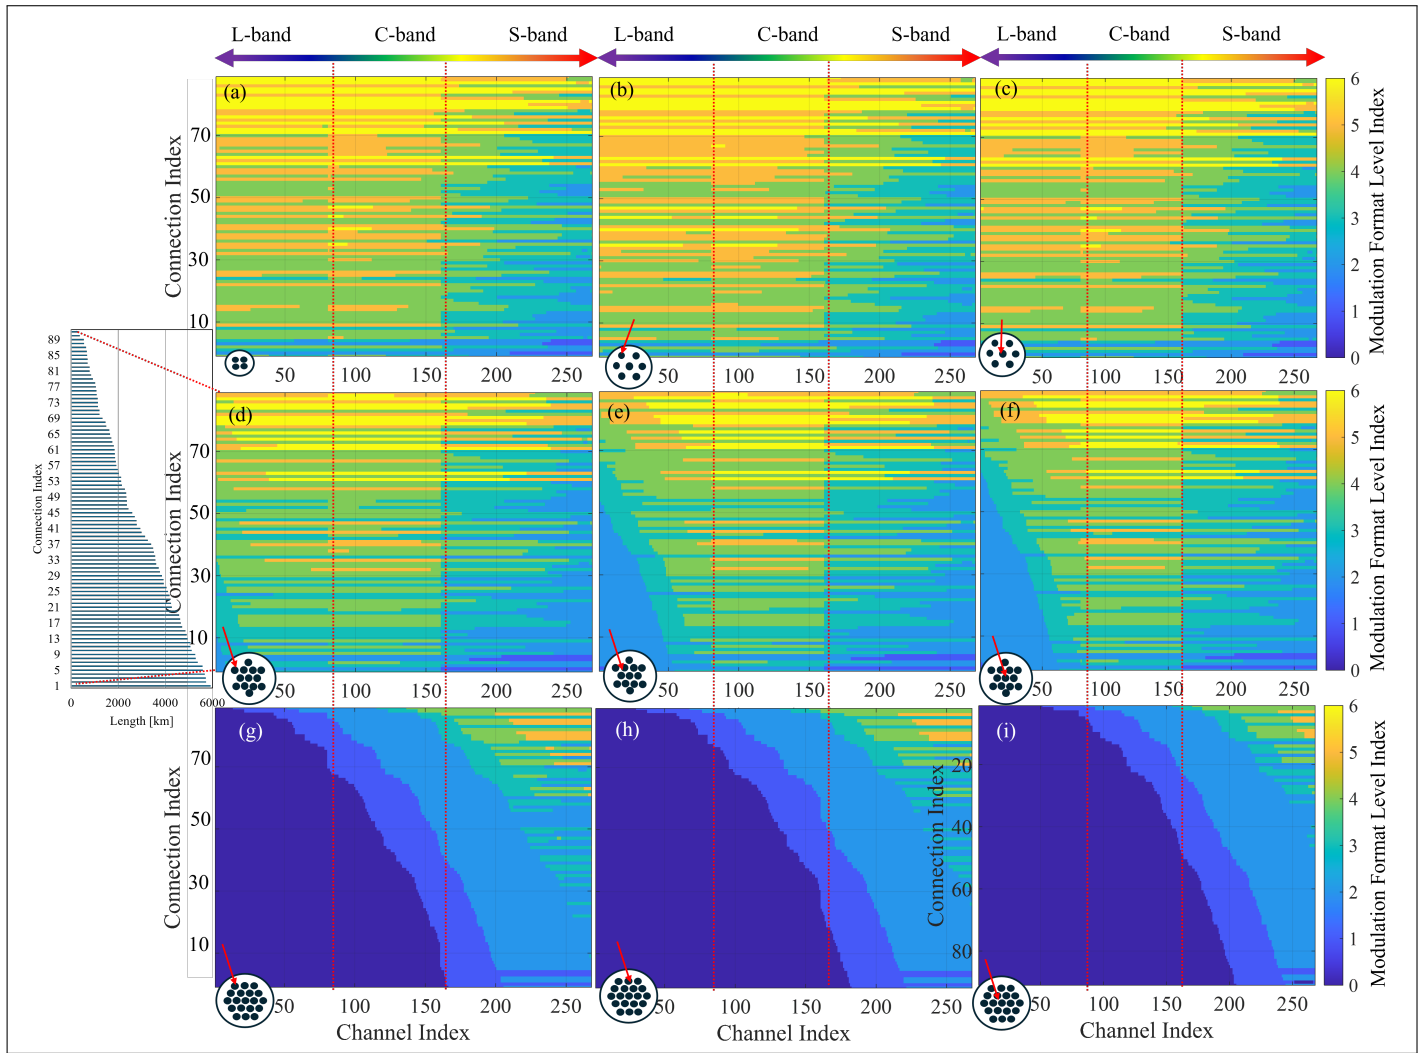 L-band C-band S-band L-band C-band S-band L-band C-band S-band
(a) (b) (c)
Connection Index
70
50
30
10
50 100 150 200 250
50 100 150 200 250
50 100 150 200 250
6
5
4
3
2
1
0
Modulation Format Level Index
Connection Index
89
85
81
77
73
69
65
61
57
53
49
45
41
37
33
29
25
21
17
13
9
5
1
0 2000 4000 6000
Length [km]
(d) (e) (f)
Connection Index
70
50
30
10
50 100 150 200 250
50 100 150 200 250
50 100 150 200 250
6
5
4
3
2
1
0
Modulation Format Level Index
(g) (h) (i)
Connection Index
70
50
30
10
Connection Index
20
40
60
80
50 100 150 200 250
50 100 150 200 250
50 100 150 200 250
Channel Index Channel Index Channel Index
6
5
4
3
2
1
0
Modulation Format Level Index